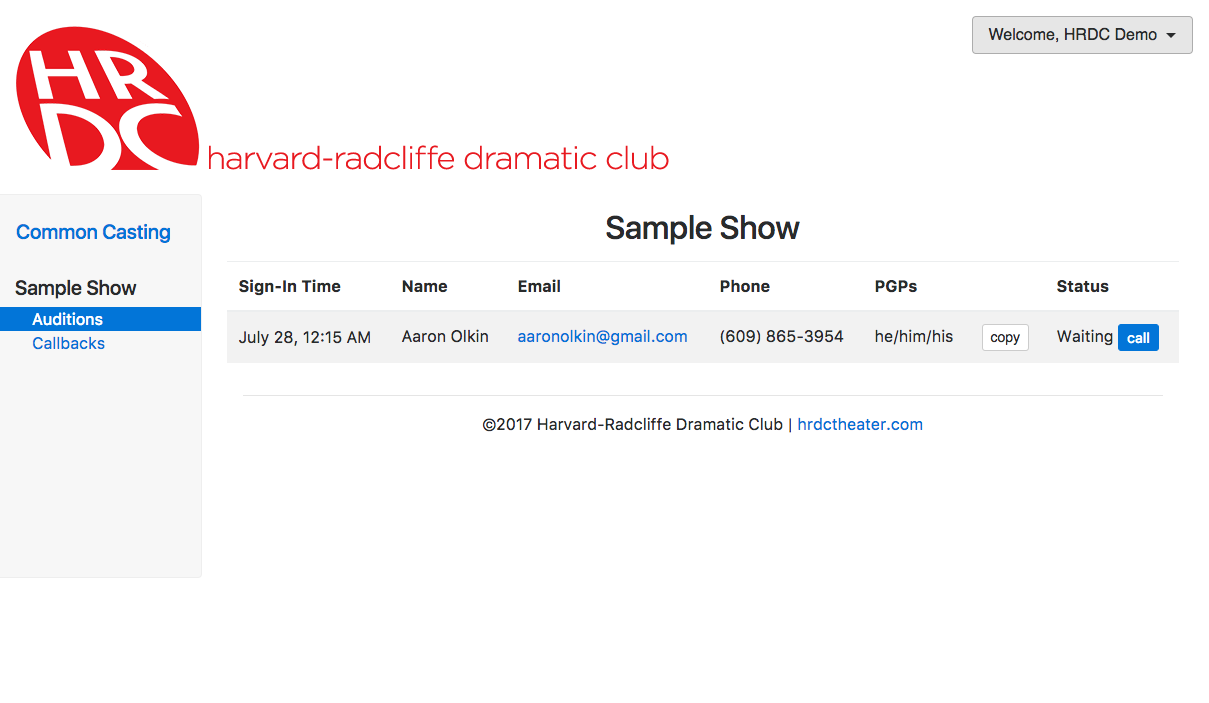 Welcome, HRDC Demo
HR
DC
harvard-radcliffe dramatic club
Common Casting
Sample Show
Auditions
Callbacks
Sample Show
Sign-In Time Name Email Phone PGPs Status
July 28, 12:15 AM Aaron Olkin aaronolkin@gmail.com (609) 865-3954 he/him/his copy Waiting call
©2017 Harvard-Radcliffe Dramatic Club | hrdctheater.com